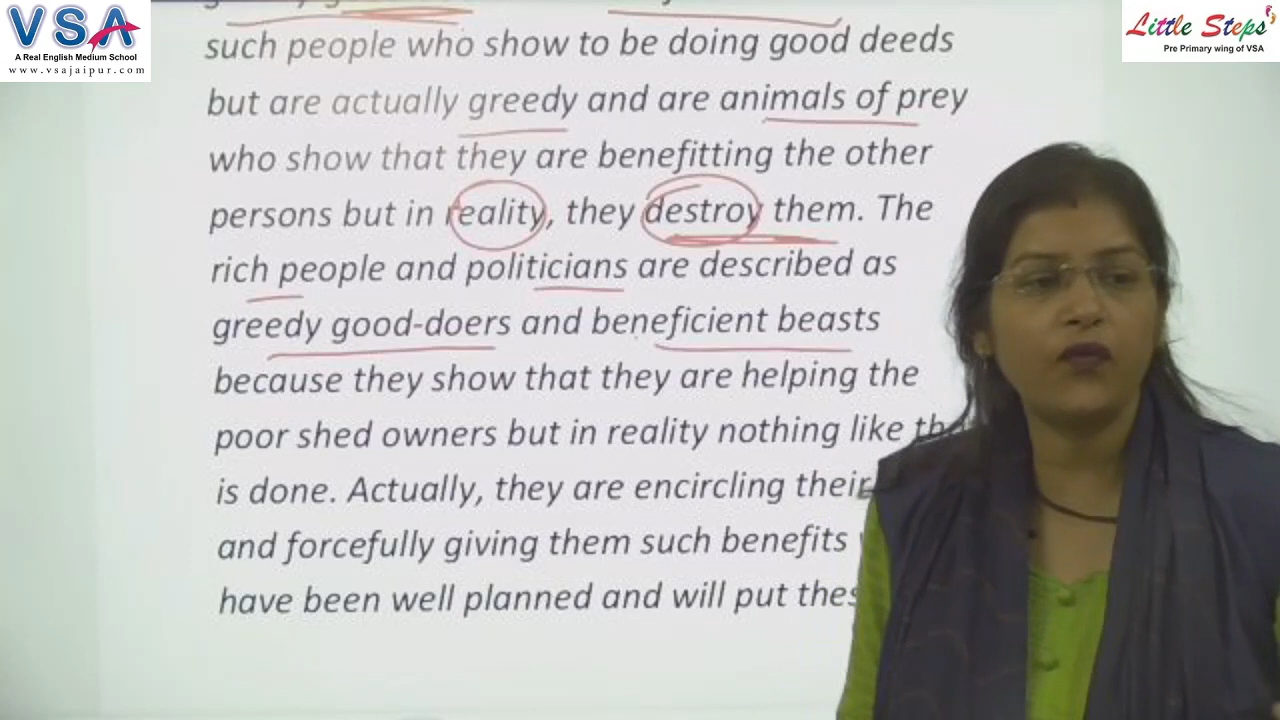 VSA
A Real English Medium School
www.vsajaipur.com
Little Steps
Pre Primary wing of VSA
such people who show to be doing good deeds
but are actually greedy and are animals of prey
who show that they are benefitting the other
persons but in reality, they destroy them. The
rich people and politicians are described as
greedy good-doers and beneficient beasts
because they show that they are helping the
poor shed owners but in reality nothing like
is done. Actually, they are encircling their
and forcefully giving them such benefits
have been well planned and will put